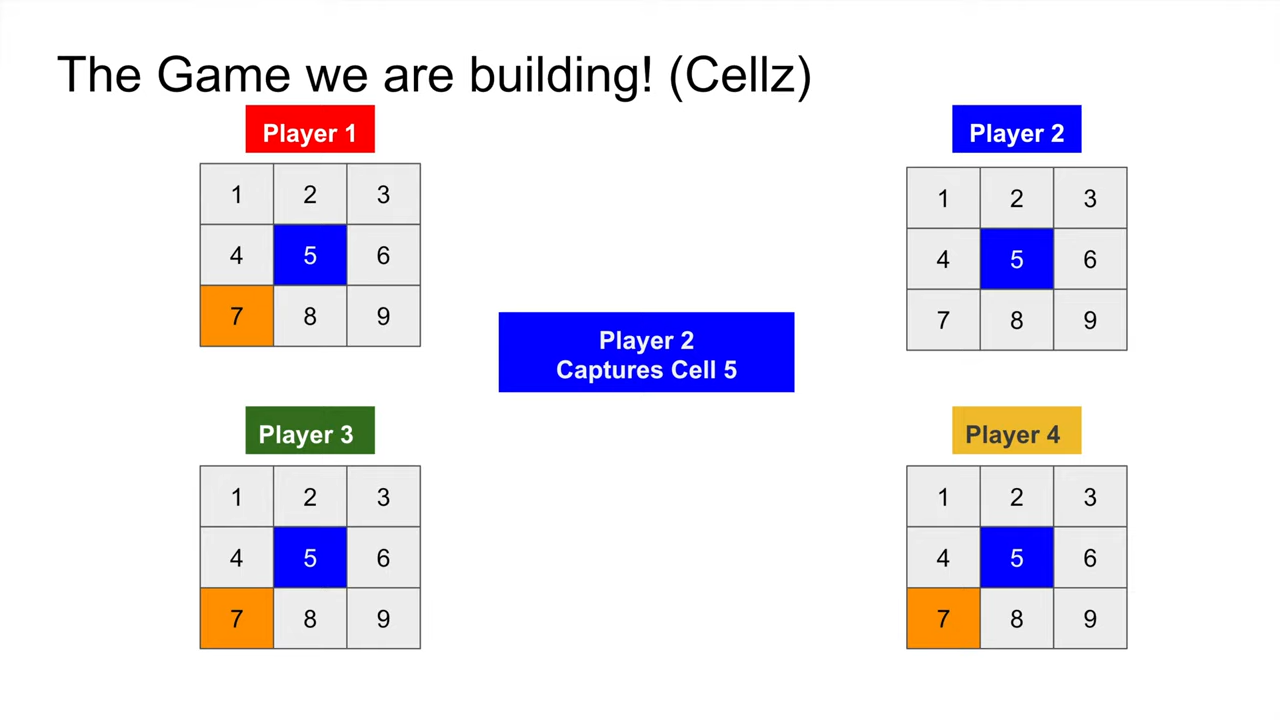 The Game we are building! (Cellz)
Player 1
1 2 3
4 5 6
7 8 9
Player 2
1 2 3
4 5 6
7 8 9
Player 2
Captures Cell 5
Player 3
1 2 3
4 5 6
7 8 9
Player 4
1 2 3
4 5 6
7 8 9